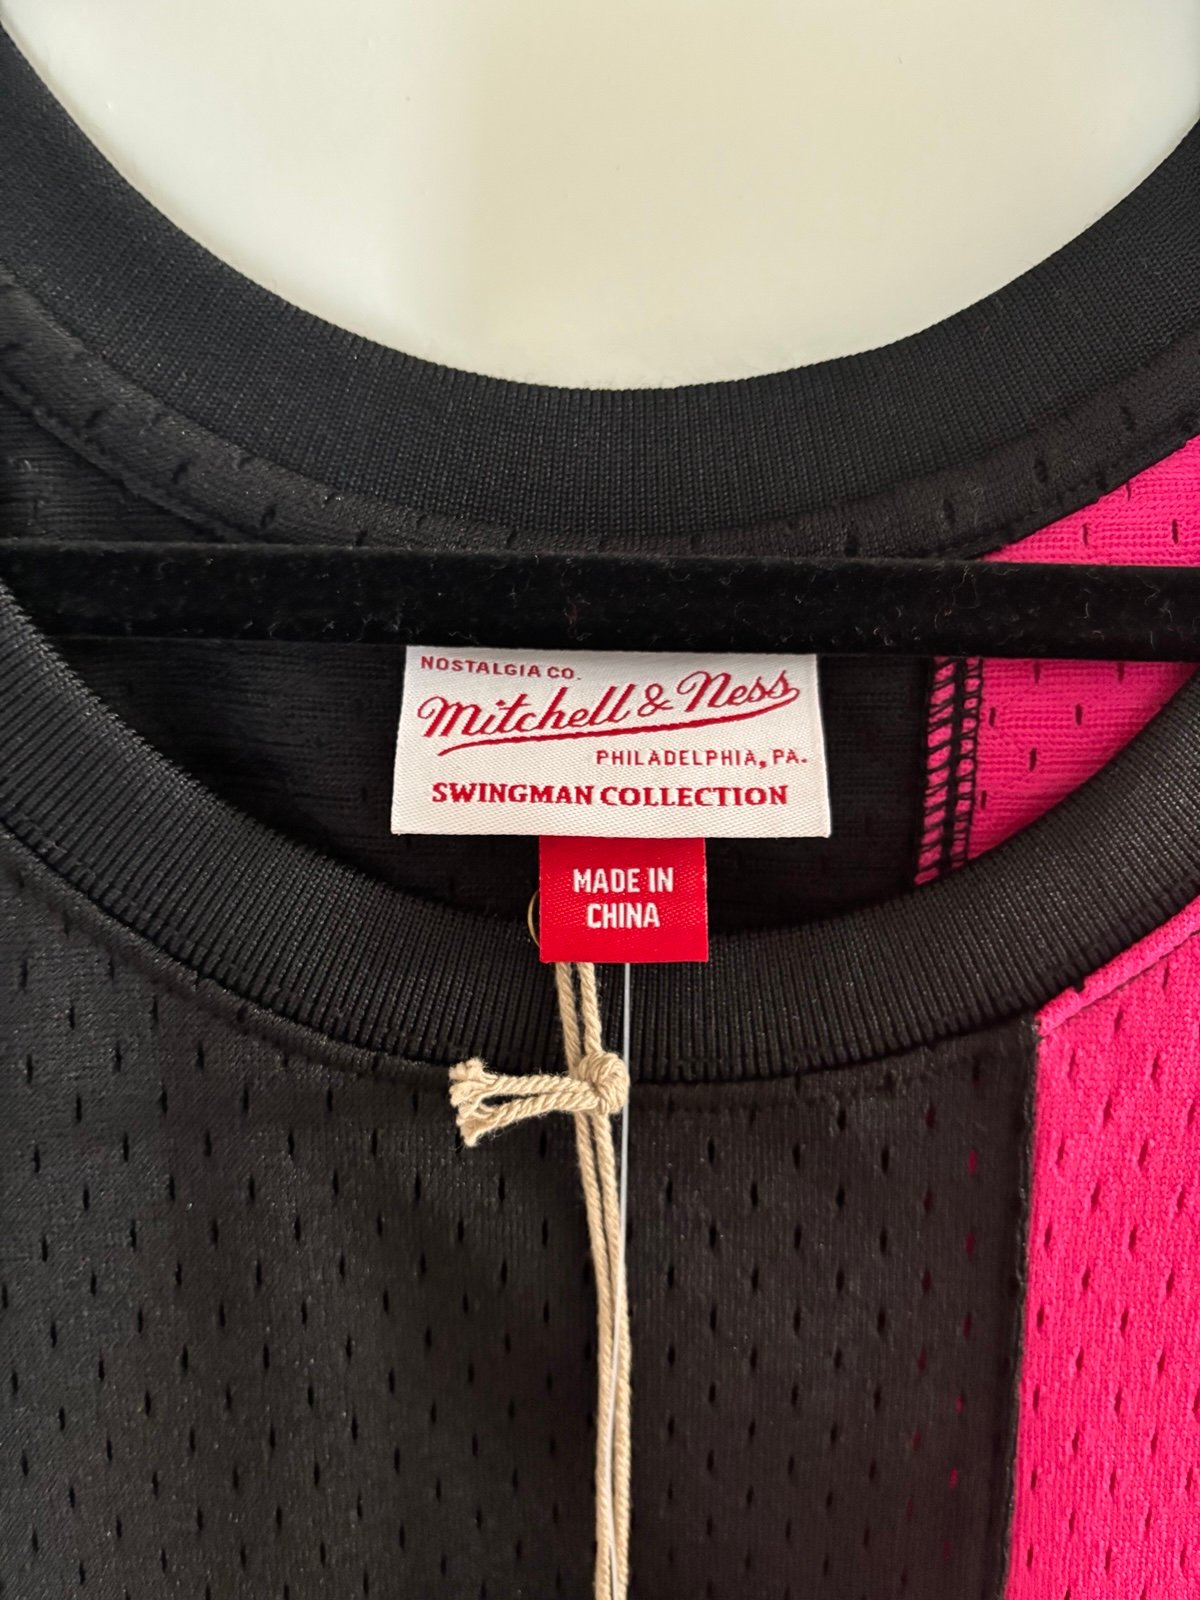 NOSTALGIA CO.
Mitchell & Ness
PHILADELPHIA, PA.
SWINGMAN COLLECTION
MADE IN
CHINA